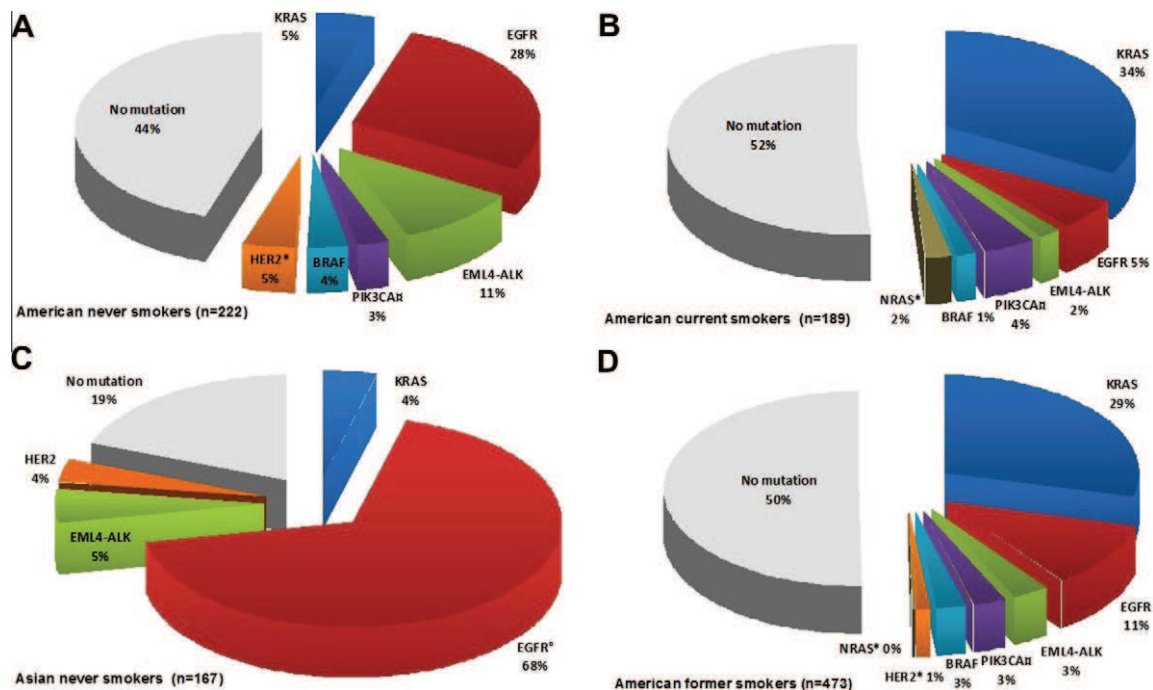 A
KRAS
5%
EGFR
28%
No mutation
44%
HER2*
5%
BRAF
4%
PIK3CA¤
3%
EML4-ALK
11%
American never smokers (n=222)
B
KRAS
34%
No mutation
52%
EGFR 5%
EML4-ALK
2%
PIK3CA¤
4%
BRAF 1%
NRAS*
2%
American current smokers (n=189)
C
No mutation
19%
KRAS
4%
HER2
4%
EML4-ALK
5%
EGFR°
68%
Asian never smokers (n=167)
D
KRAS
29%
No mutation
50%
EGFR
11%
EML4-ALK
3%
PIK3CA¤
3%
BRAF
3%
HER2* 1%
NRAS* 0%
American former smokers (n=473)